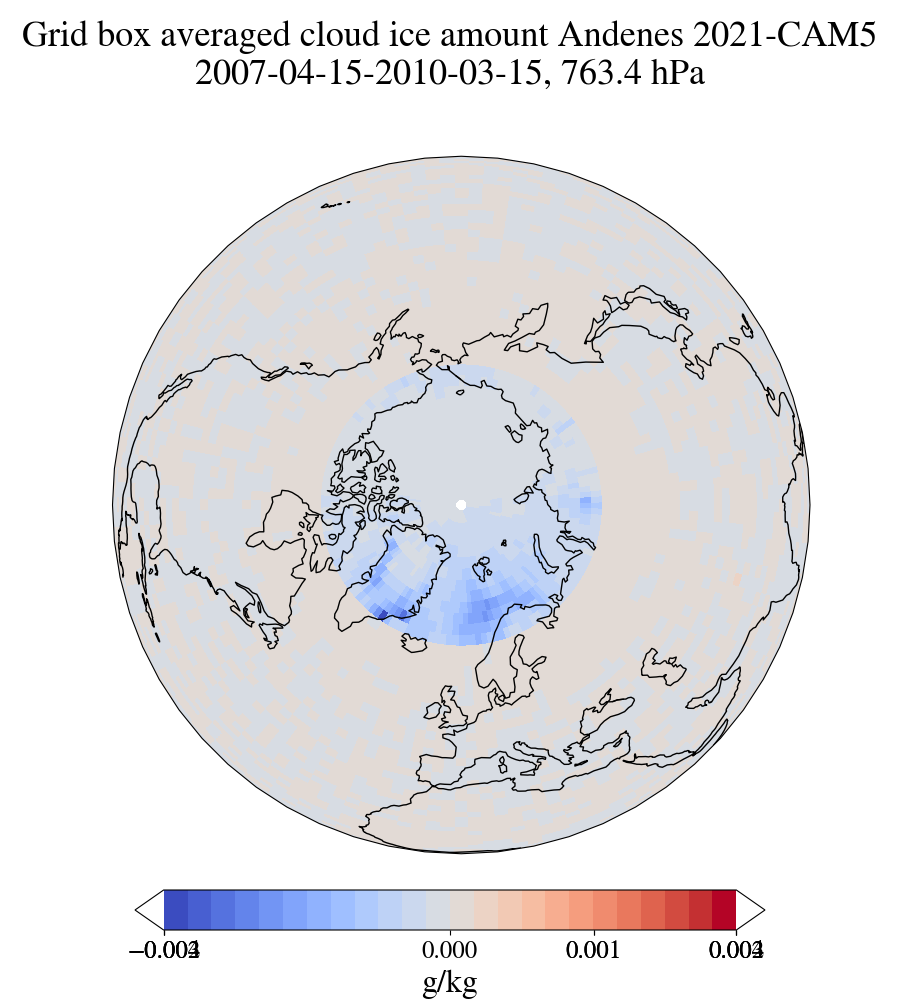 Grid box averaged cloud ice amount Andenes 2021-CAM5
2007-04-15-2010-03-15, 763.4 hPa
0.000 0.001
g/kg